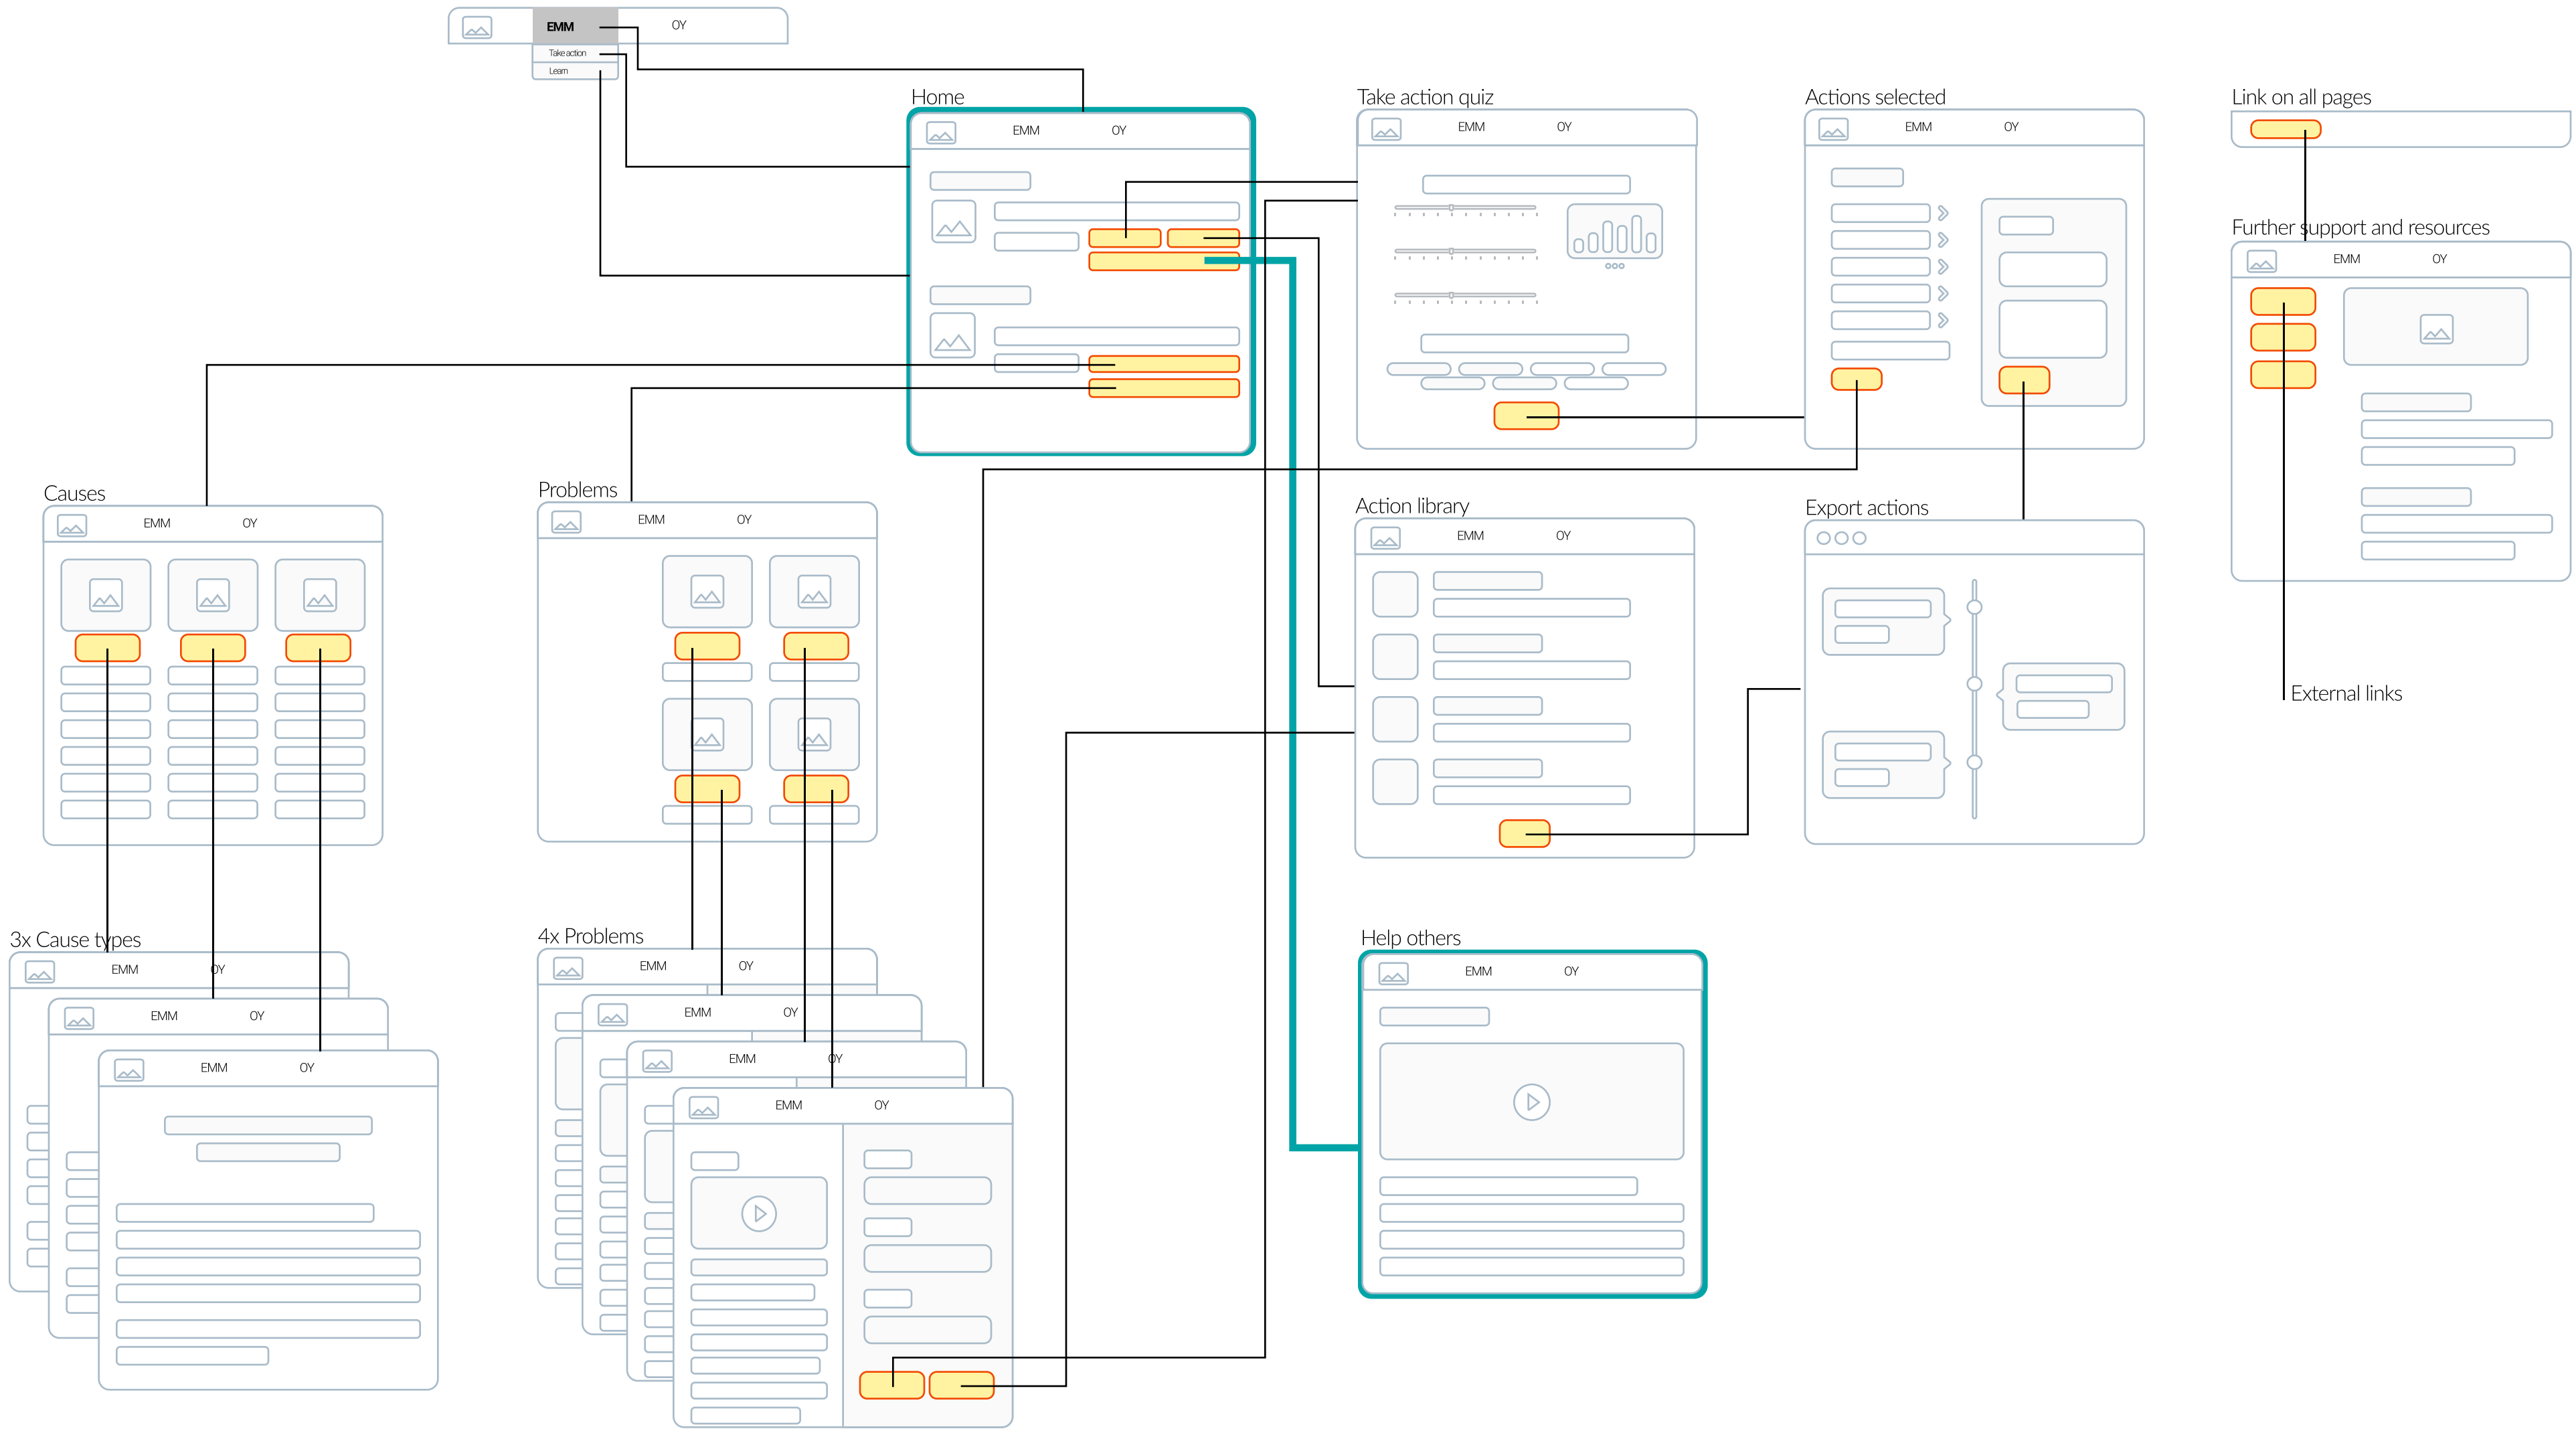 EMM OY
Take action
Learn
Home
EMM OY
Take action quiz
EMM OY
Actions selected
EMM OY
Link on all pages
Further support and resources
EMM OY
External links
Causes
EMM OY
Problems
EMM OY
Action library
EMM OY
Export actions
3x Cause types
EMM OY
EMM OY
EMM OY
4x Problems
EMM OY
EMM OY
EMM OY
EMM OY
Help others
EMM OY